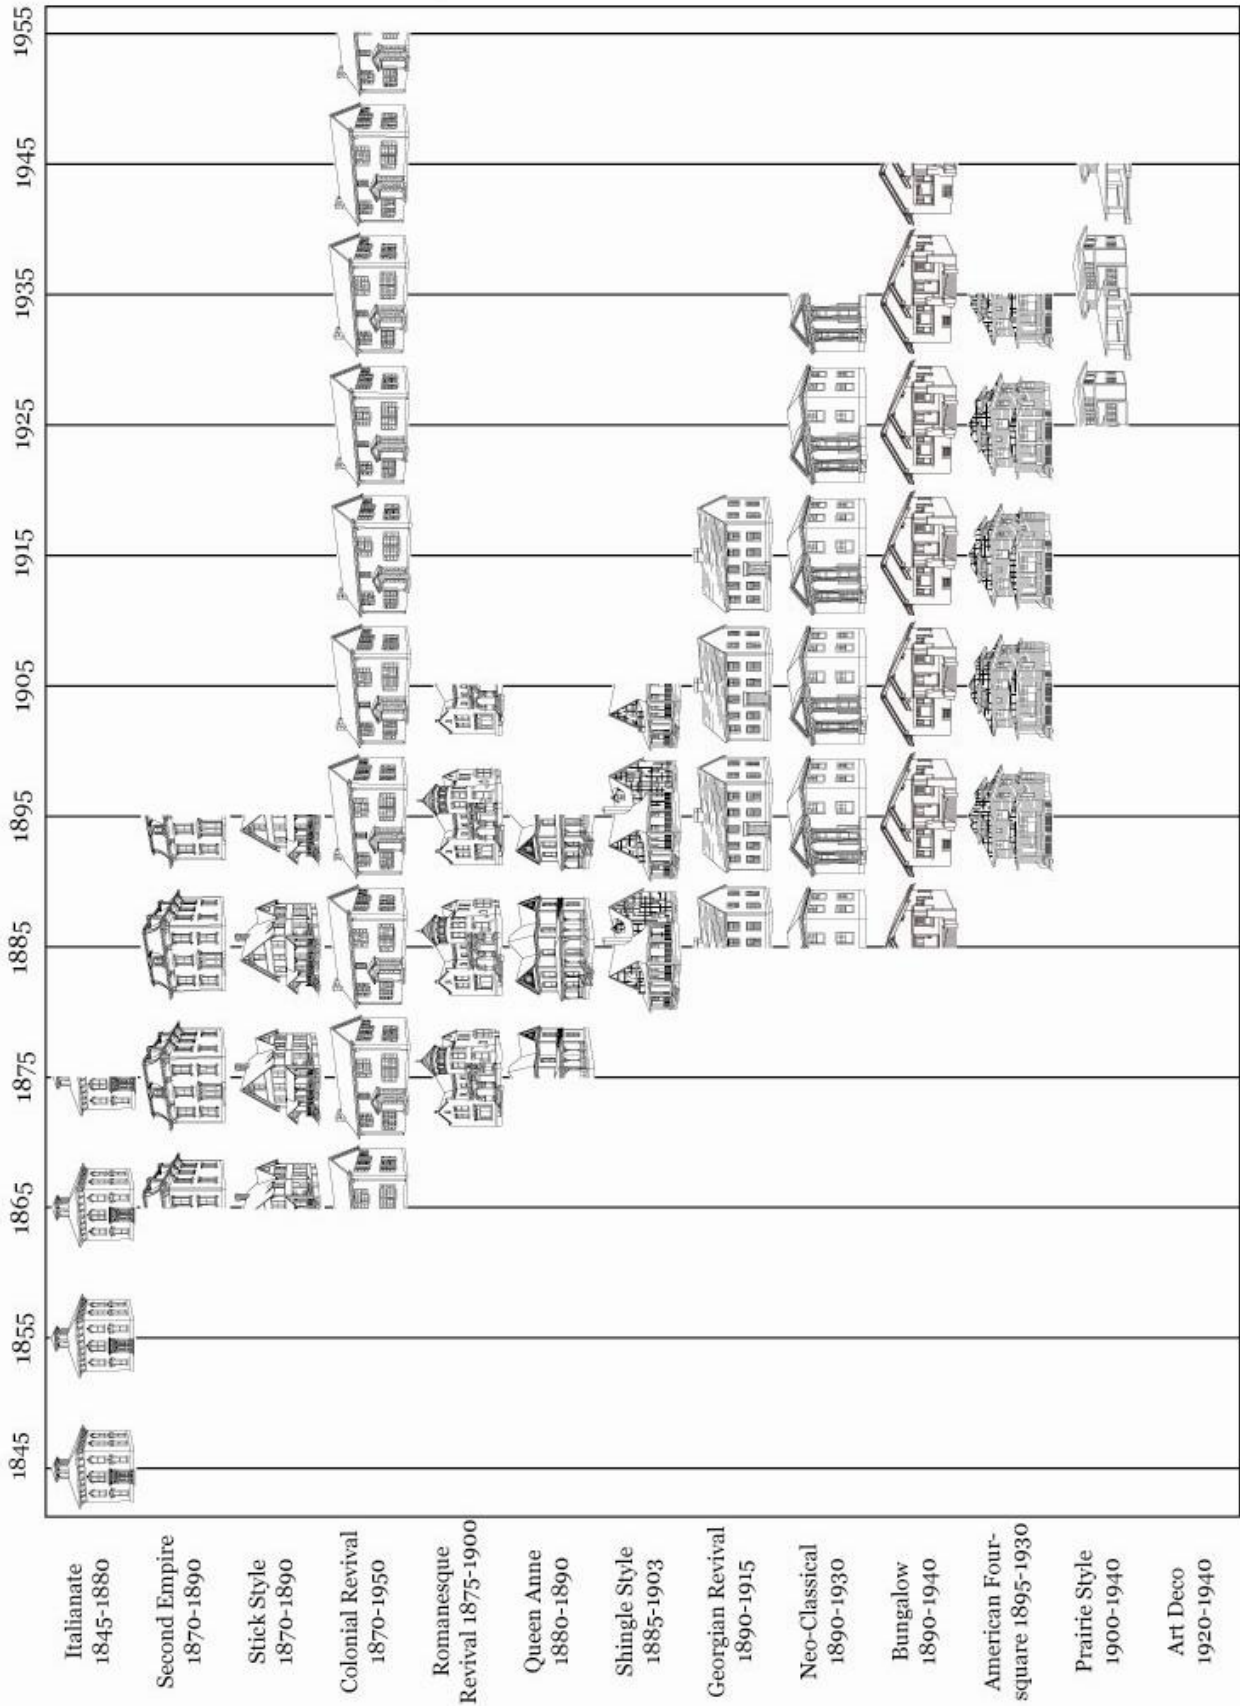 1845
1855
1865
1875
1885
1895
1905
1915
1925
1935
1945
1955
Italianate
1845-1880
Second Empire
1870-1890
Stick Style
1870-1890
Colonial Revival
1870-1950
Romanesque
Revival 1875-1900
Queen Anne
1880-1890
Shingle Style
1885-1903
Georgian Revival
1890-1915
Neo-Classical
1890-1930
Bungalow
1890-1940
American Four-
square 1895-1930
Prairie Style
1900-1940
Art Deco
1920-1940